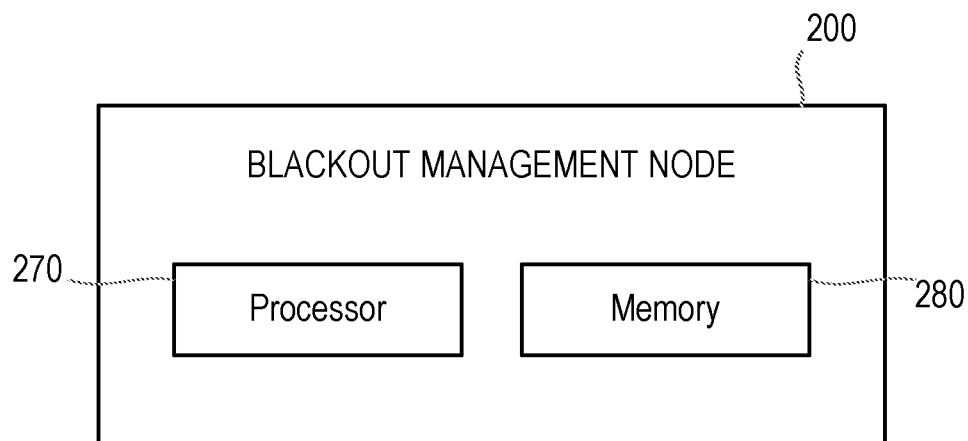 200
BLACKOUT MANAGEMENT NODE
270
Processor
Memory
280